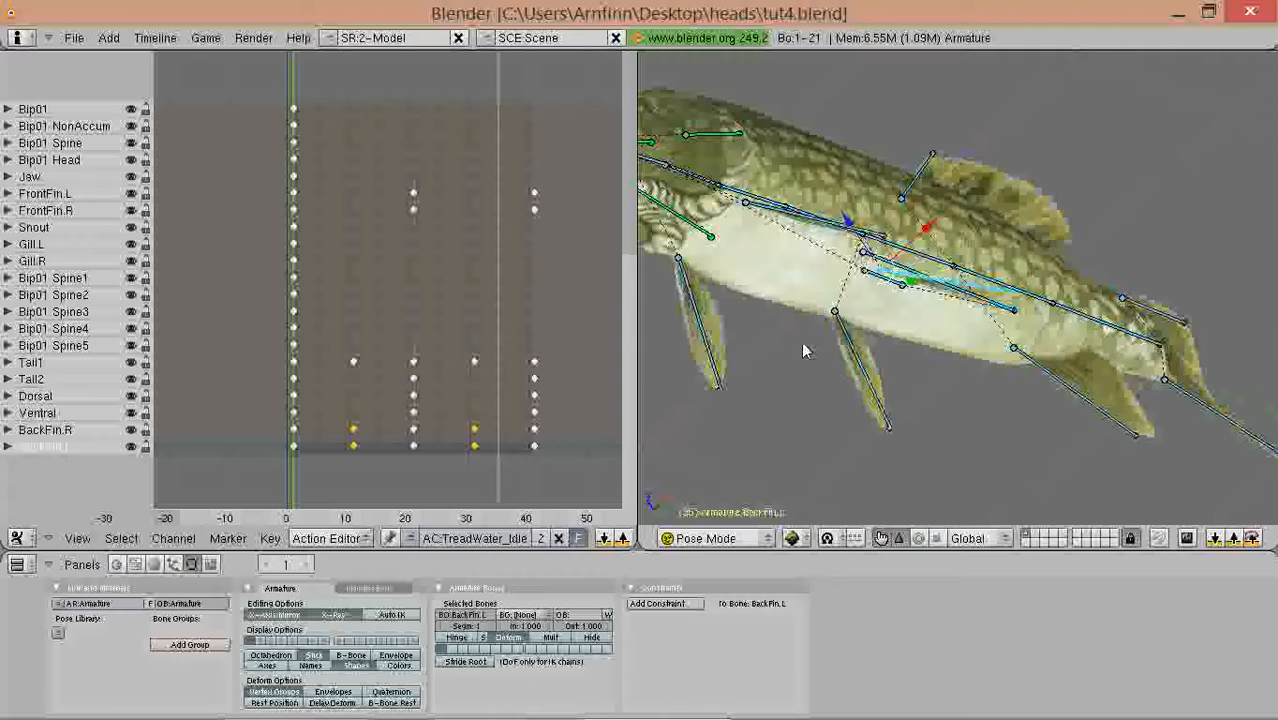 Blender [C:\Users\Arnfinn\Desktop\heads\tut4.blend]
File Add Timeline Game Render Help SR:2-Model SCE:Scene www.blender.org 249.2 Bo:1-21 | Mem:6.55M (1.09M) Armature
Bip01
Bip01 NonAccum
Bip01 Spine
Bip01 Head
Jaw
FrontFin.L
FrontFin.R
Snout
Gill.L
Gill.R
Bip01 Spine1
Bip01 Spine2
Bip01 Spine3
Bip01 Spine4
Bip01 Spine5
Tail1
Tail2
Dorsal
Ventral
BackFin.R
-30 -20 -10 0 10 20 30 40 50
View Select Channel Marker Key Action Editor AC:TreadWater_Idle 2 F Pose Mode Global
Panels 1
Armature
AR:Armature F OB:Armature Editing Options Selected Bones Add Constraint To Bone: BackFin.L
Pose Library: Bone Groups: X-Ray Auto IK BO:BackFin.L BG: [None] OB: W
Display Options Segm: 1 In: 1.000 Out: 1.000
Add Group Hinge S Deform Mult Hide
Octahedron Stick B-Bone Envelope
Axes Names Shapes Colors Stride Root (DoF only for IK chains)
Deform Options
Vertex Groups Envelopes Quaternion
Rest Position Delay Deform B-Bone Rest